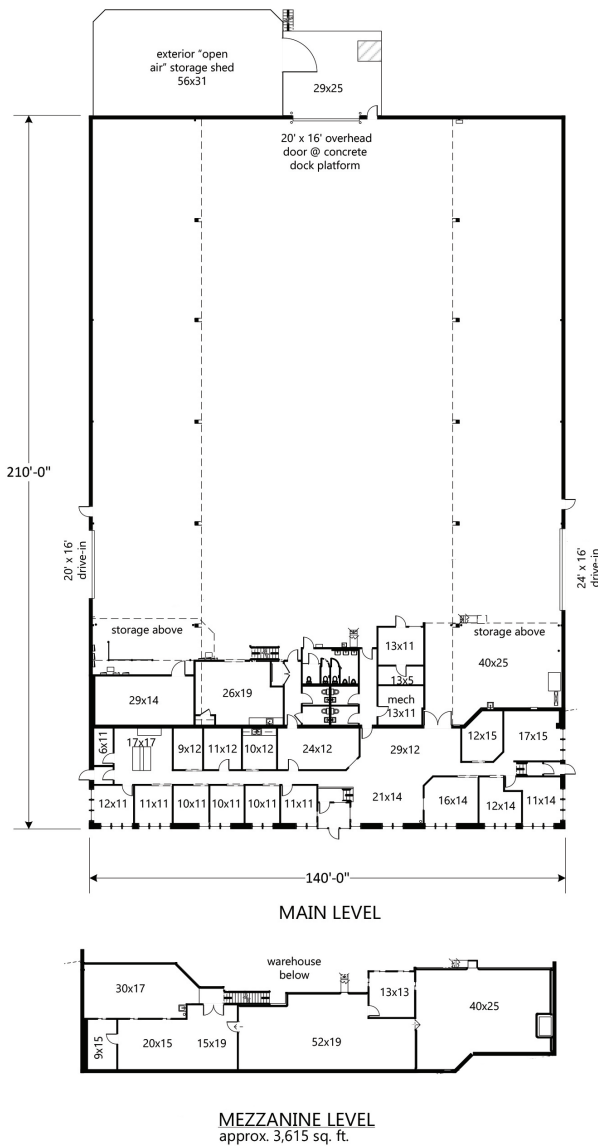 exterior "open
air" storage shed
56x31
29x25
20' x 16' overhead
door @ concrete
dock platform
210'-0"
20' x 16'
drive-in
24' x 16'
drive-in
storage above
storage above
13x11
40x25
13x5
29x14
26x19
mech
13x11
6x11
17x17
9x12
11x12
10x12
24x12
29x12
12x15
17x15
12x11
11x11
10x11
10x11
10x11
11x11
21x14
16x14
12x14
11x14
140'-0"
MAIN LEVEL
warehouse
below
30x17
13x13
40x25
9x15
20x15
15x19
52x19
MEZZANINE LEVEL
approx. 3,615 sq. ft.